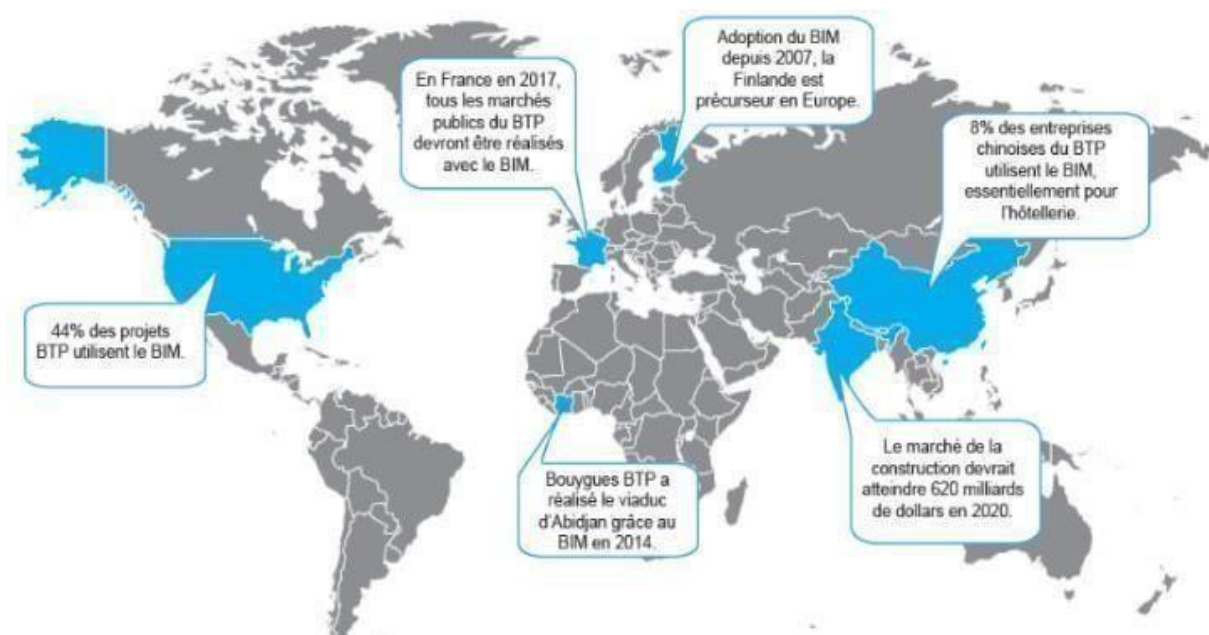 Adoption du BIM
depuis 2007, la
Finlande est
précurseur en Europe.
En France en 2017,
tous les marchés
publics du BTP
devront être réalisés
avec le BIM.
8% des entreprises
chinoises du BTP
utilisent le BIM,
essentiellement pour
l'hôtellerie.
44% des projets
BTP utilisent le BIM.
Bouygues BTP a
réalisé le viaduc
d'Abidjan grâce au
BIM en 2014.
Le marché de la
construction devrait
atteindre 620 milliards
de dollars en 2020.